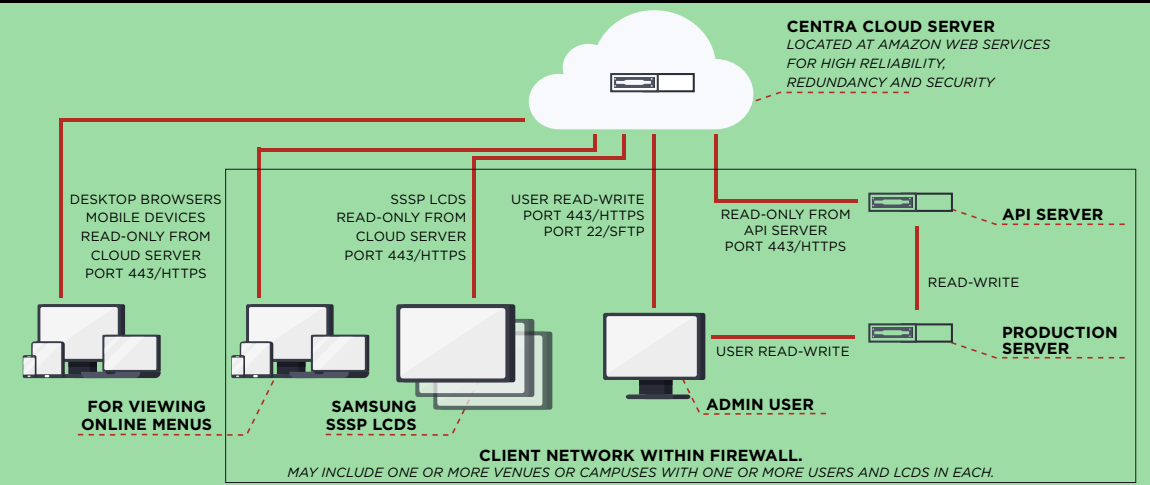 CENTRA CLOUD SERVER
LOCATED AT AMAZON WEB SERVICES
FOR HIGH RELIABILITY,
REDUNDANCY AND SECURITY
DESKTOP BROWSERS
MOBILE DEVICES
READ-ONLY FROM
CLOUD SERVER
PORT 443/HTTPS
SSSP LCDS
READ-ONLY FROM
CLOUD SERVER
PORT 443/HTTPS
USER READ-WRITE
PORT 443/HTTPS
PORT 22/SFTP
READ-ONLY FROM
API SERVER
PORT 443/HTTPS
API SERVER
READ-WRITE
PRODUCTION
SERVER
USER READ-WRITE
FOR VIEWING
ONLINE MENUS
SAMSUNG
SSSP LCDS
ADMIN USER
CLIENT NETWORK WITHIN FIREWALL.
MAY INCLUDE ONE OR MORE VENUES OR CAMPUSES WITH ONE OR MORE USERS AND LCDS IN EACH.